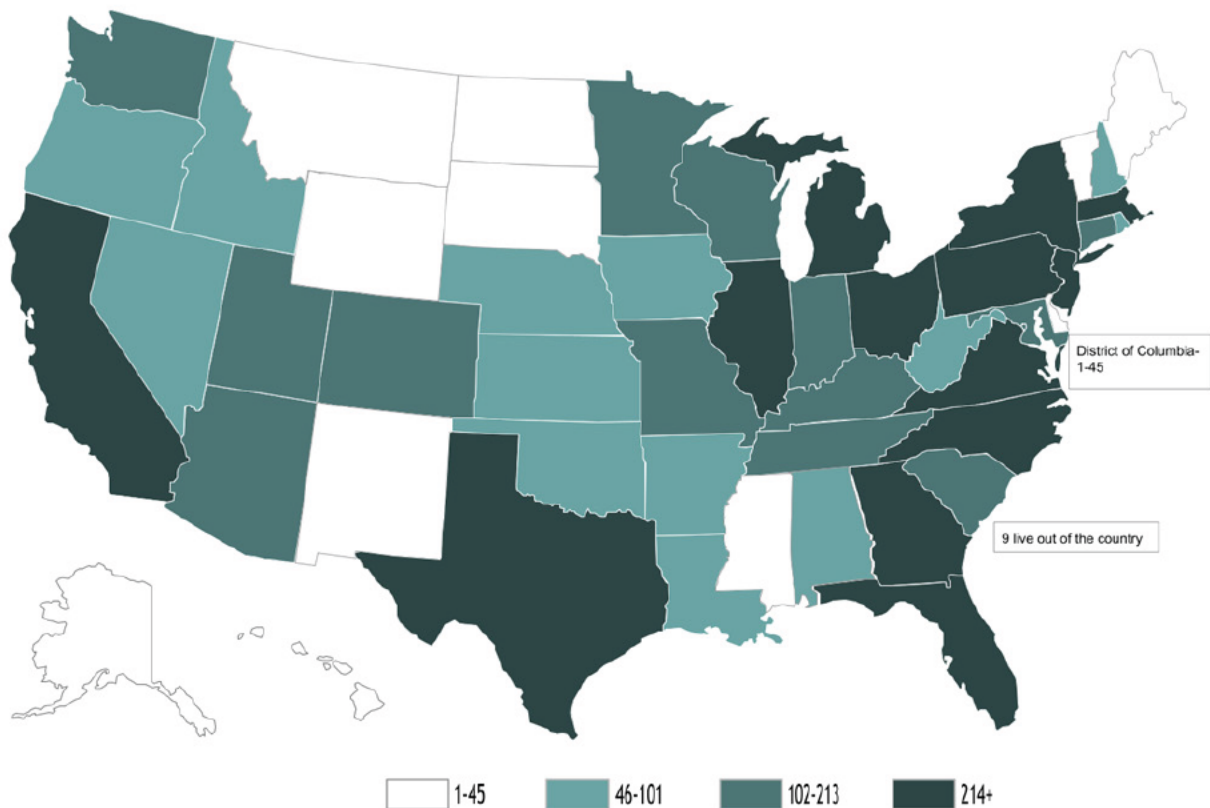 District of Columbia-
1-45
9 live out of the country
1-45
46-101
102-213
214+